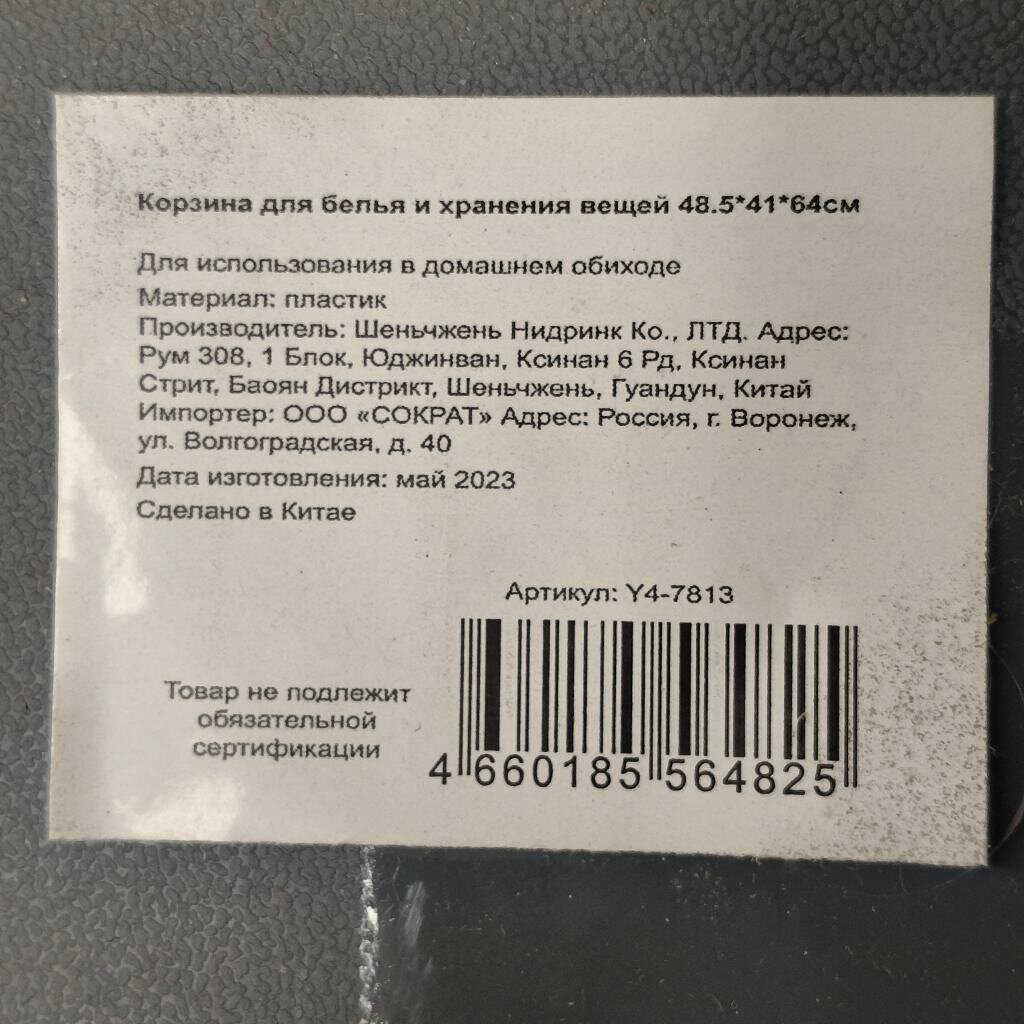 Корзина для белья и хранения вещей 48.5*41*64см
Для использования в домашнем обиходе
Материал: пластик
Производитель: Шеньчжень Нидринк Ко., ЛТД. Адрес:
Рум 308, 1 Блок, Юджинван, Ксинан 6 Рд, Ксинан
Стрит, Баоян Дистрикт, Шеньчжень, Гуандун, Китай
Импортер: ООО «СОКРАТ» Адрес: Россия, г. Воронеж,
ул. Волгоградская, д. 40
Дата изготовления: май 2023
Сделано в Китае
Артикул: Y4-7813
Товар не подлежит
обязательной
сертификации
4 660185 564825